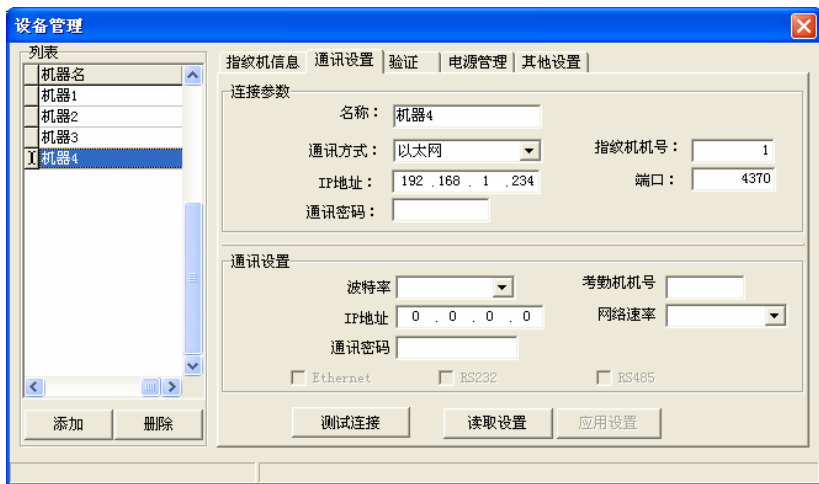 设备管理
列表
机器名
机器1
机器2
机器3
机器4
添加 删除
指纹机信息 通讯设置 验证 电源管理 其他设置
连接参数
名称： 机器4
通讯方式： 以太网 指纹机机号： 1
IP地址： 192 .168 . 1 .234 端口： 4370
通讯密码：
通讯设置
波特率 考勤机机号
IP地址 0 . 0 . 0 . 0 网络速率
通讯密码
Ethernet RS232 RS485
测试连接 读取设置 应用设置